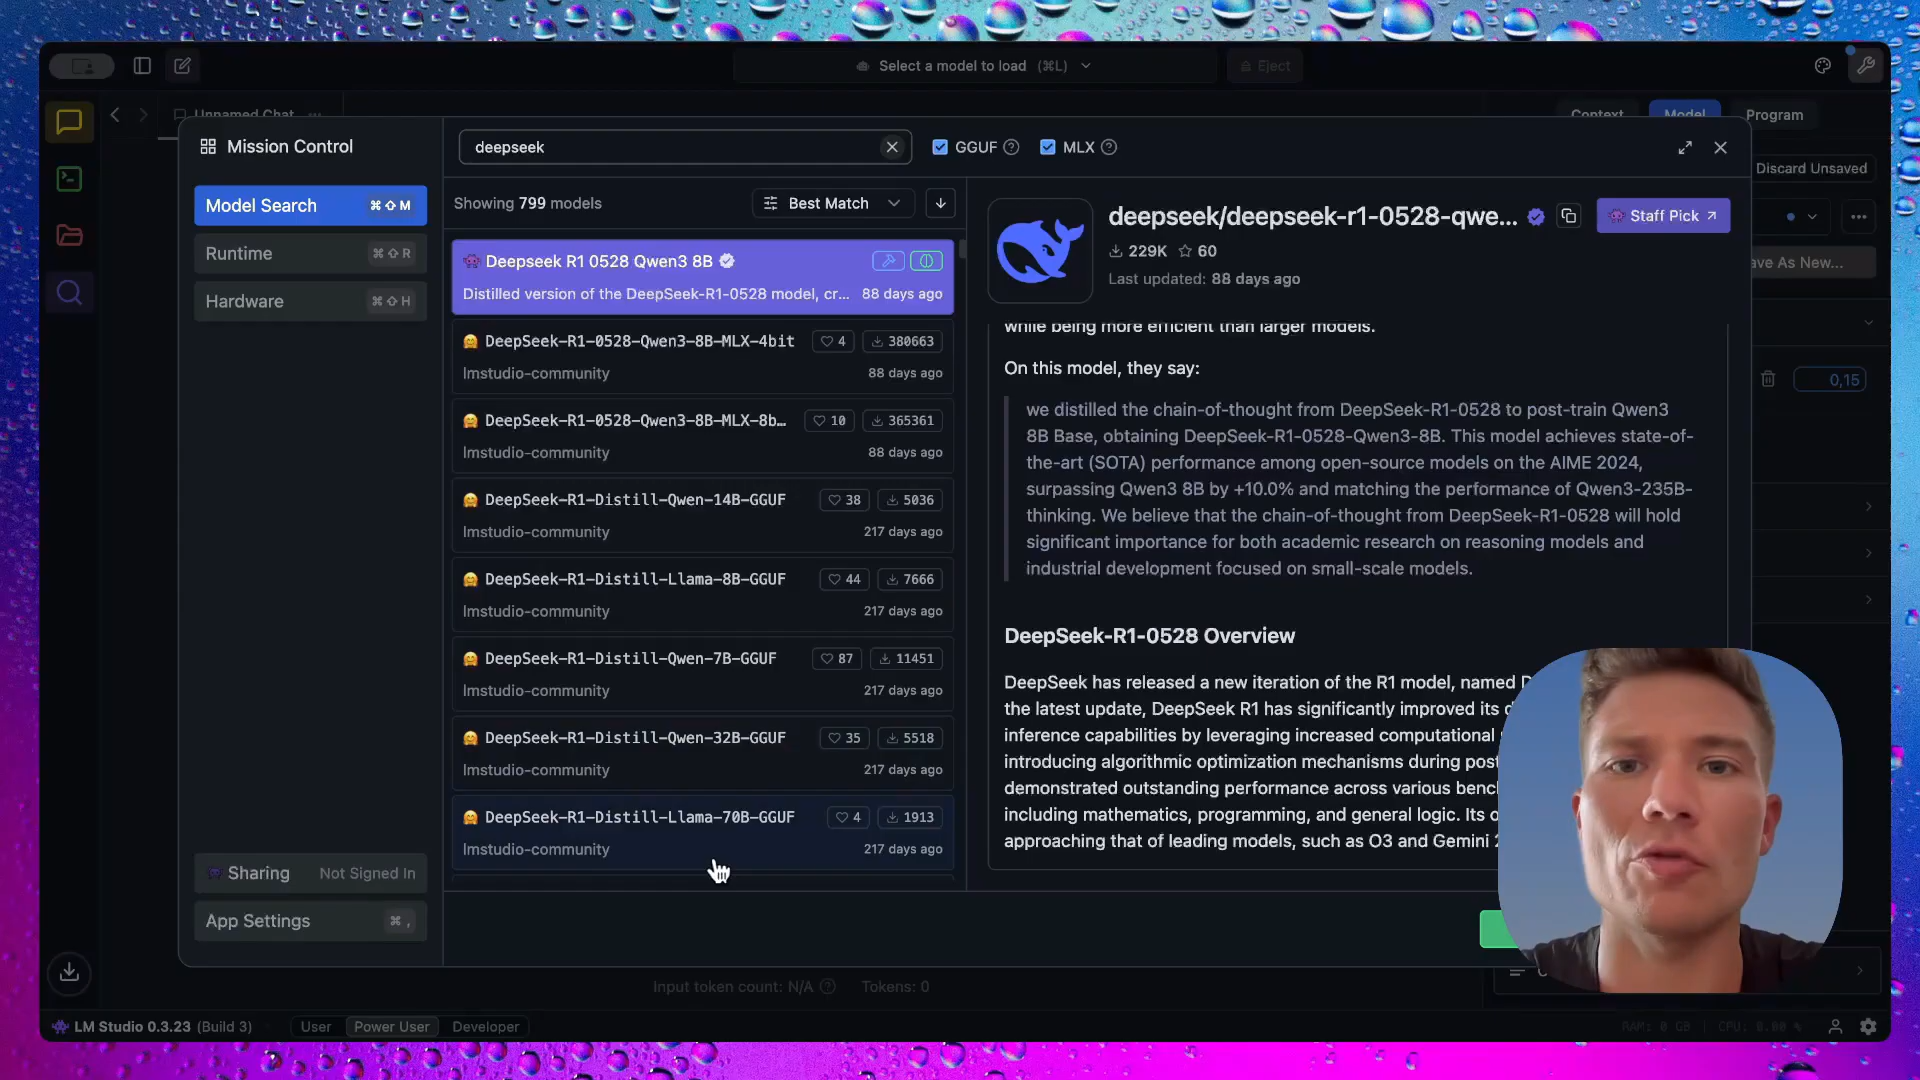 Select a model to load (⌘L)
Eject
Unnamed Chat
Context
Model
Program
Mission Control
deepseek
GGUF
MLX
Discard Unsaved
Model Search ⌘ ⇧ M
Showing 799 models
Best Match
deepseek/deepseek-r1-0528-qwe...
Staff Pick
Runtime ⌘ ⇧ R
229K 60
Last updated: 88 days ago
ave As New...
Hardware ⌘ ⇧ H
Deepseek R1 0528 Qwen3 8B
Distilled version of the DeepSeek-R1-0528 model, cr... 88 days ago
DeepSeek-R1-0528-Qwen3-8B-MLX-4bit 4 380663
lmstudio-community 88 days ago
DeepSeek-R1-0528-Qwen3-8B-MLX-8b... 10 365361
lmstudio-community 88 days ago
DeepSeek-R1-Distill-Qwen-14B-GGUF 38 5036
lmstudio-community 217 days ago
DeepSeek-R1-Distill-Llama-8B-GGUF 44 7666
lmstudio-community 217 days ago
DeepSeek-R1-Distill-Qwen-7B-GGUF 87 11451
lmstudio-community 217 days ago
DeepSeek-R1-Distill-Qwen-32B-GGUF 35 5518
lmstudio-community 217 days ago
DeepSeek-R1-Distill-Llama-70B-GGUF 4 1913
lmstudio-community 217 days ago
while being more efficient than larger models.
On this model, they say:
0,15
we distilled the chain-of-thought from DeepSeek-R1-0528 to post-train Qwen3
8B Base, obtaining DeepSeek-R1-0528-Qwen3-8B. This model achieves state-of-
the-art (SOTA) performance among open-source models on the AIME 2024,
surpassing Qwen3 8B by +10.0% and matching the performance of Qwen3-235B-
thinking. We believe that the chain-of-thought from DeepSeek-R1-0528 will hold
significant importance for both academic research on reasoning models and
industrial development focused on small-scale models.
DeepSeek-R1-0528 Overview
DeepSeek has released a new iteration of the R1 model, named D
the latest update, DeepSeek R1 has significantly improved its d
inference capabilities by leveraging increased computational
introducing algorithmic optimization mechanisms during post
demonstrated outstanding performance across various benc
including mathematics, programming, and general logic. Its o
approaching that of leading models, such as O3 and Gemini 2
Sharing Not Signed In
App Settings ⌘ ,
Input token count: N/A
Tokens: 0
LM Studio 0.3.23 (Build 3)
User
Power User
Developer
RAM: 0 GB | CPU: 0.00 %